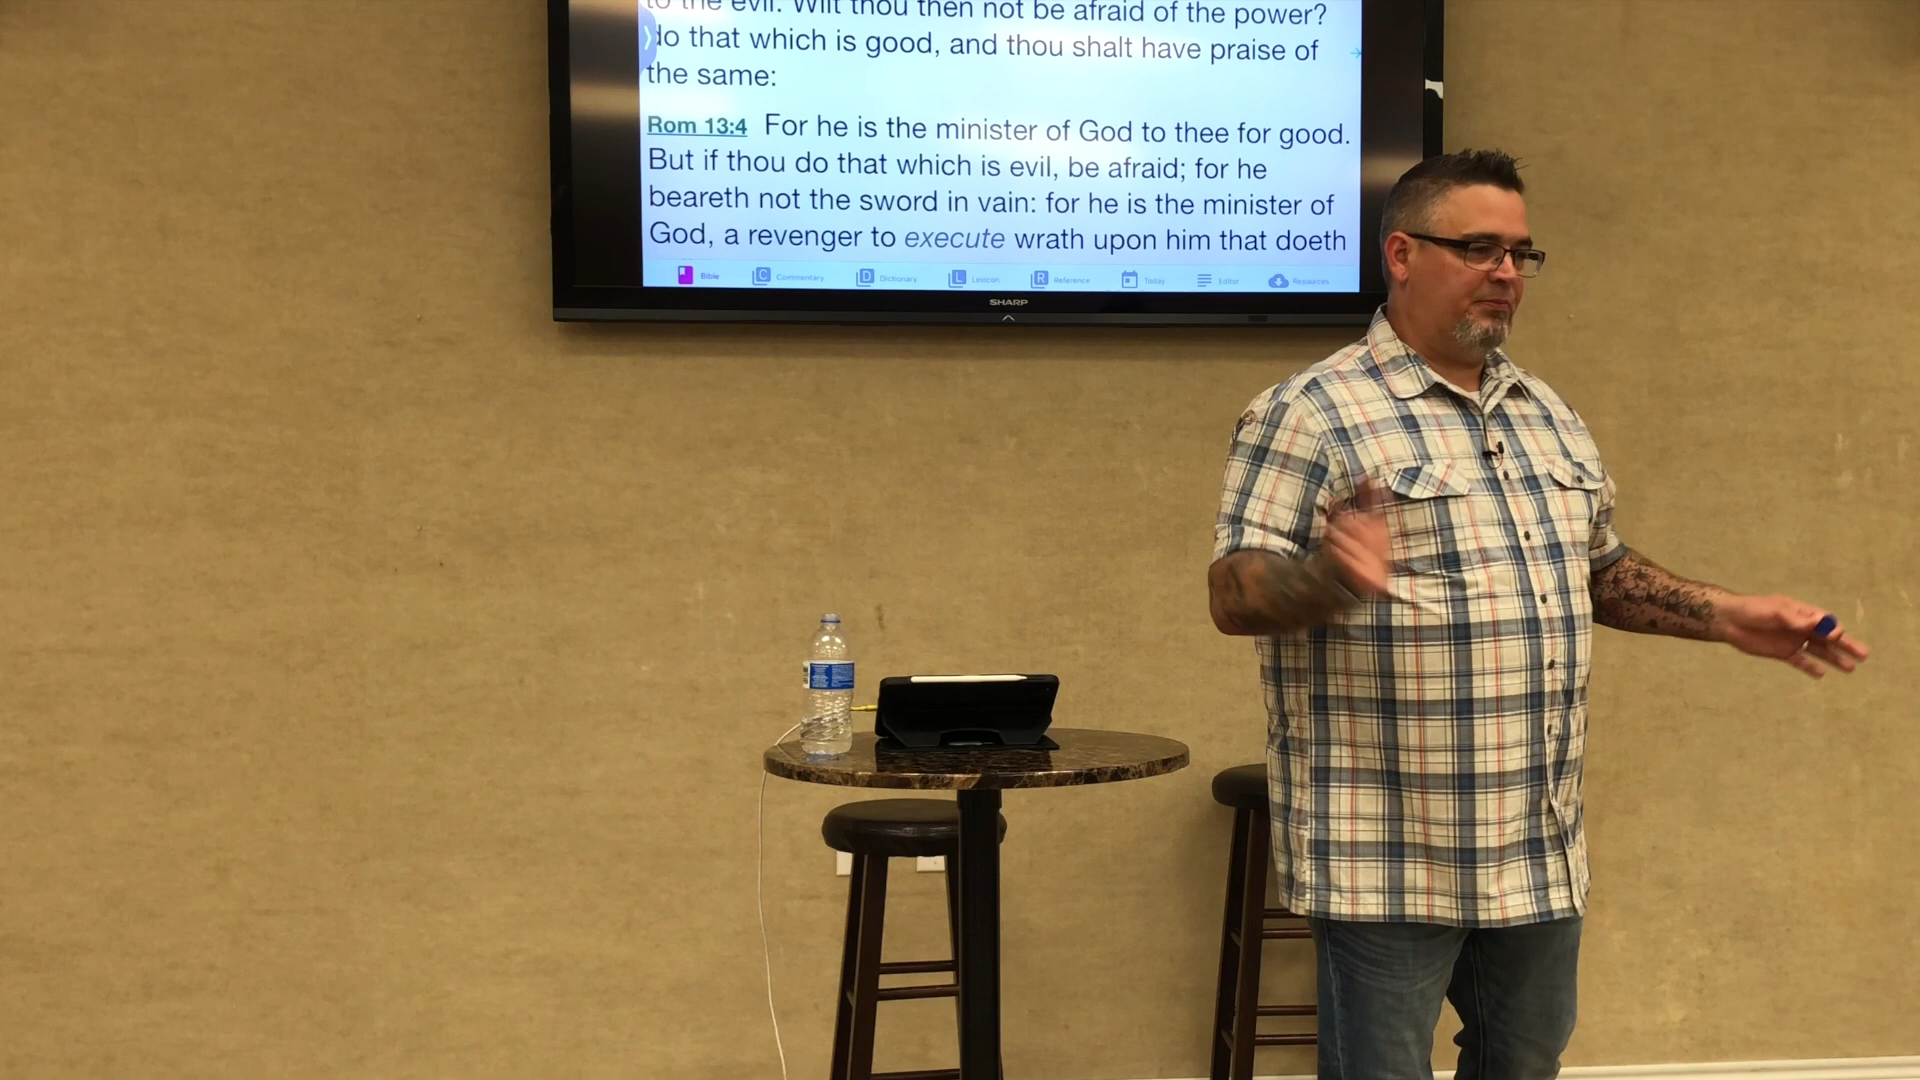 to the evil. Wilt thou then not be afraid of the power?
do that which is good, and thou shalt have praise of
the same:
Rom 13:4 For he is the minister of God to thee for good.
But if thou do that which is evil, be afraid; for he
beareth not the sword in vain: for he is the minister of
God, a revenger to execute wrath upon him that doeth
Bible C Commentary D Dictionary L Lexicon R Reference Today Editor Resources
SHARP